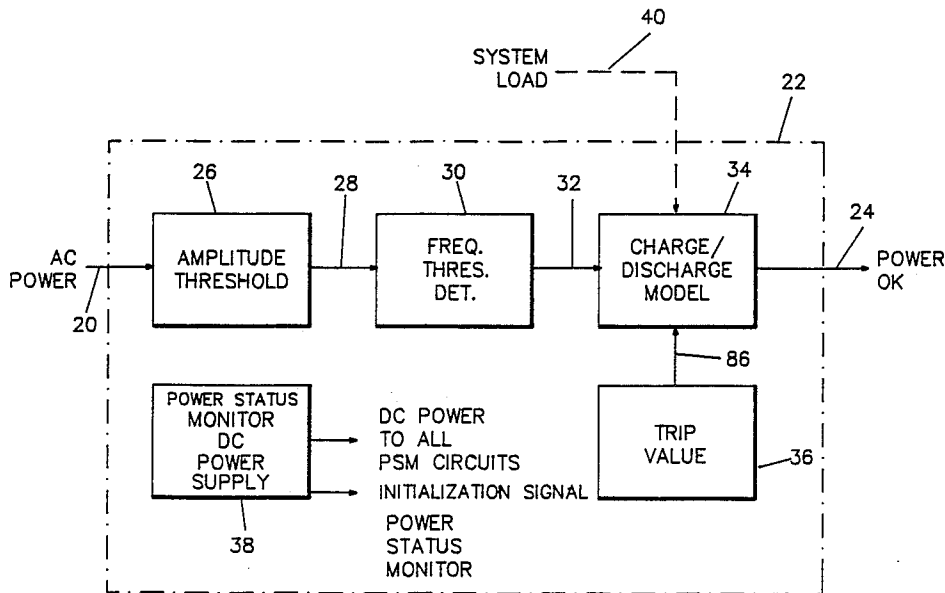 40
SYSTEM
LOAD
22
26
28
30
32
34
24
AC
POWER
20
AMPLITUDE
THRESHOLD
FREQ.
THRES.
DET.
CHARGE/
DISCHARGE
MODEL
POWER
OK
86
POWER STATUS
MONITOR
DC
POWER
SUPPLY
38
DC POWER
TO ALL
PSM CIRCUITS
INITIALIZATION SIGNAL
POWER
STATUS
MONITOR
TRIP
VALUE
36